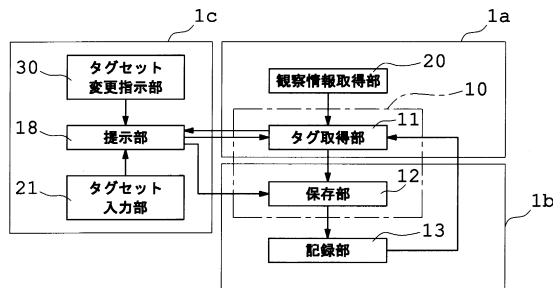 1c
1a
30
タグセット
変更指示部
20
観察情報取得部
10
18
提示部
11
タグ取得部
21
タグセット
入力部
12
保存部
1b
13
記録部